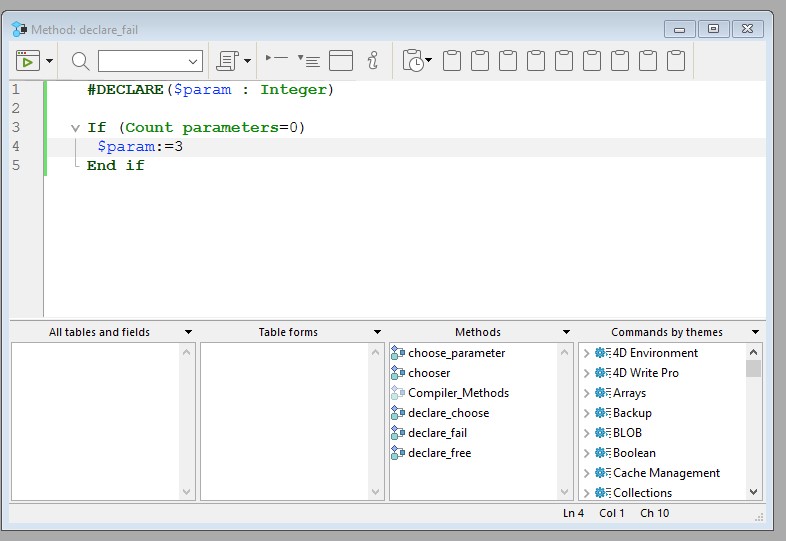 Method: declare_fail
1 #DECLARE($param : Integer)
2
3 If (Count parameters=0)
4 $param:=3
5 End if
All tables and fields Table forms Methods Commands by themes
choose_parameter 4D Environment
chooser 4D Write Pro
Compiler_Methods Arrays
declare_choose Backup
declare_fail BLOB
declare_free Boolean
Cache Management
Collections
Ln 4 Col 1 Ch 10